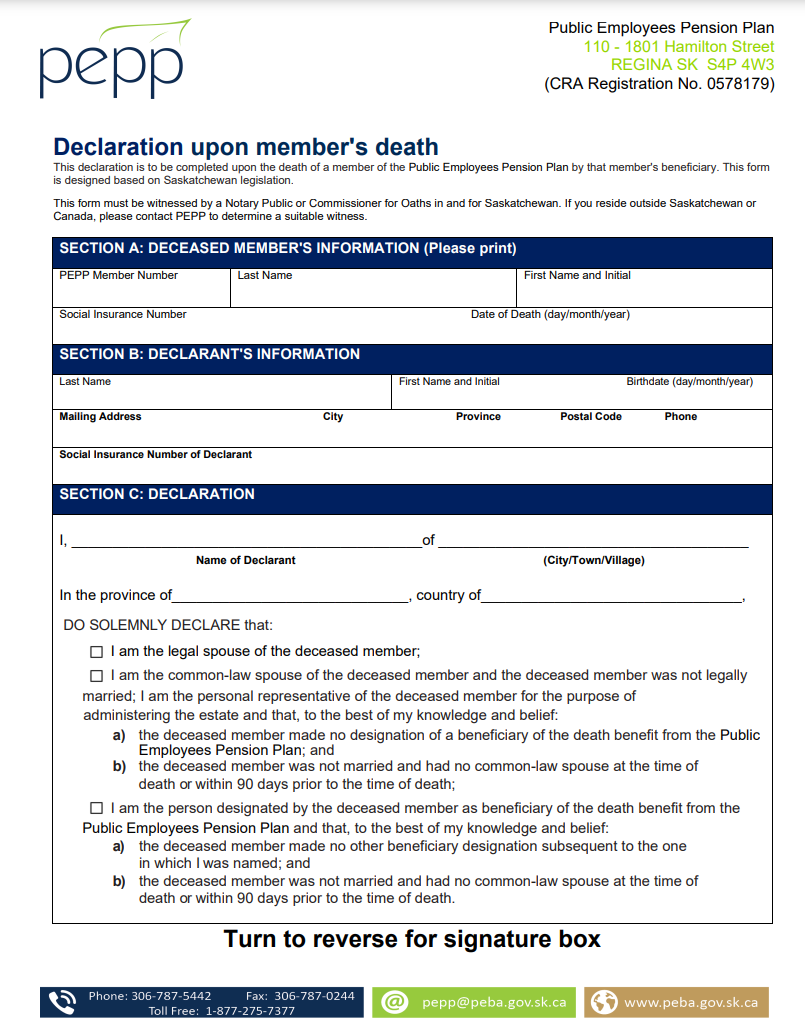 pepp
Public Employees Pension Plan
110 - 1801 Hamilton Street
REGINA SK S4P 4W3
(CRA Registration No. 0578179)
Declaration upon member's death
This declaration is to be completed upon the death of a member of the Public Employees Pension Plan by that member's beneficiary. This form
is designed based on Saskatchewan legislation.
This form must be witnessed by a Notary Public or Commissioner for Oaths in and for Saskatchewan. If you reside outside Saskatchewan or
Canada, please contact PEPP to determine a suitable witness.
SECTION A: DECEASED MEMBER'S INFORMATION (Please print)
PEPP Member Number Last Name First Name and Initial
Social Insurance Number Date of Death (day/month/year)
SECTION B: DECLARANT'S INFORMATION
Last Name First Name and Initial Birthdate (day/month/year)
Mailing Address City Province Postal Code Phone
Social Insurance Number of Declarant
SECTION C: DECLARATION
I, ____ of ____
Name of Declarant (City/Town/Village)
In the province of____, country of____,
DO SOLEMNLY DECLARE that:
☐ I am the legal spouse of the deceased member;
☐ I am the common-law spouse of the deceased member and the deceased member was not legally
married; I am the personal representative of the deceased member for the purpose of
administering the estate and that, to the best of my knowledge and belief:
a) the deceased member made no designation of a beneficiary of the death benefit from the Public
Employees Pension Plan; and
b) the deceased member was not married and had no common-law spouse at the time of
death or within 90 days prior to the time of death;
☐ I am the person designated by the deceased member as beneficiary of the death benefit from the
Public Employees Pension Plan and that, to the best of my knowledge and belief:
a) the deceased member made no other beneficiary designation subsequent to the one
in which I was named; and
b) the deceased member was not married and had no common-law spouse at the time of
death or within 90 days prior to the time of death.
Turn to reverse for signature box
Phone: 306-787-5442 Fax: 306-787-0244
Toll Free: 1-877-275-7377
@ pepp@peba.gov.sk.ca
www.peba.gov.sk.ca